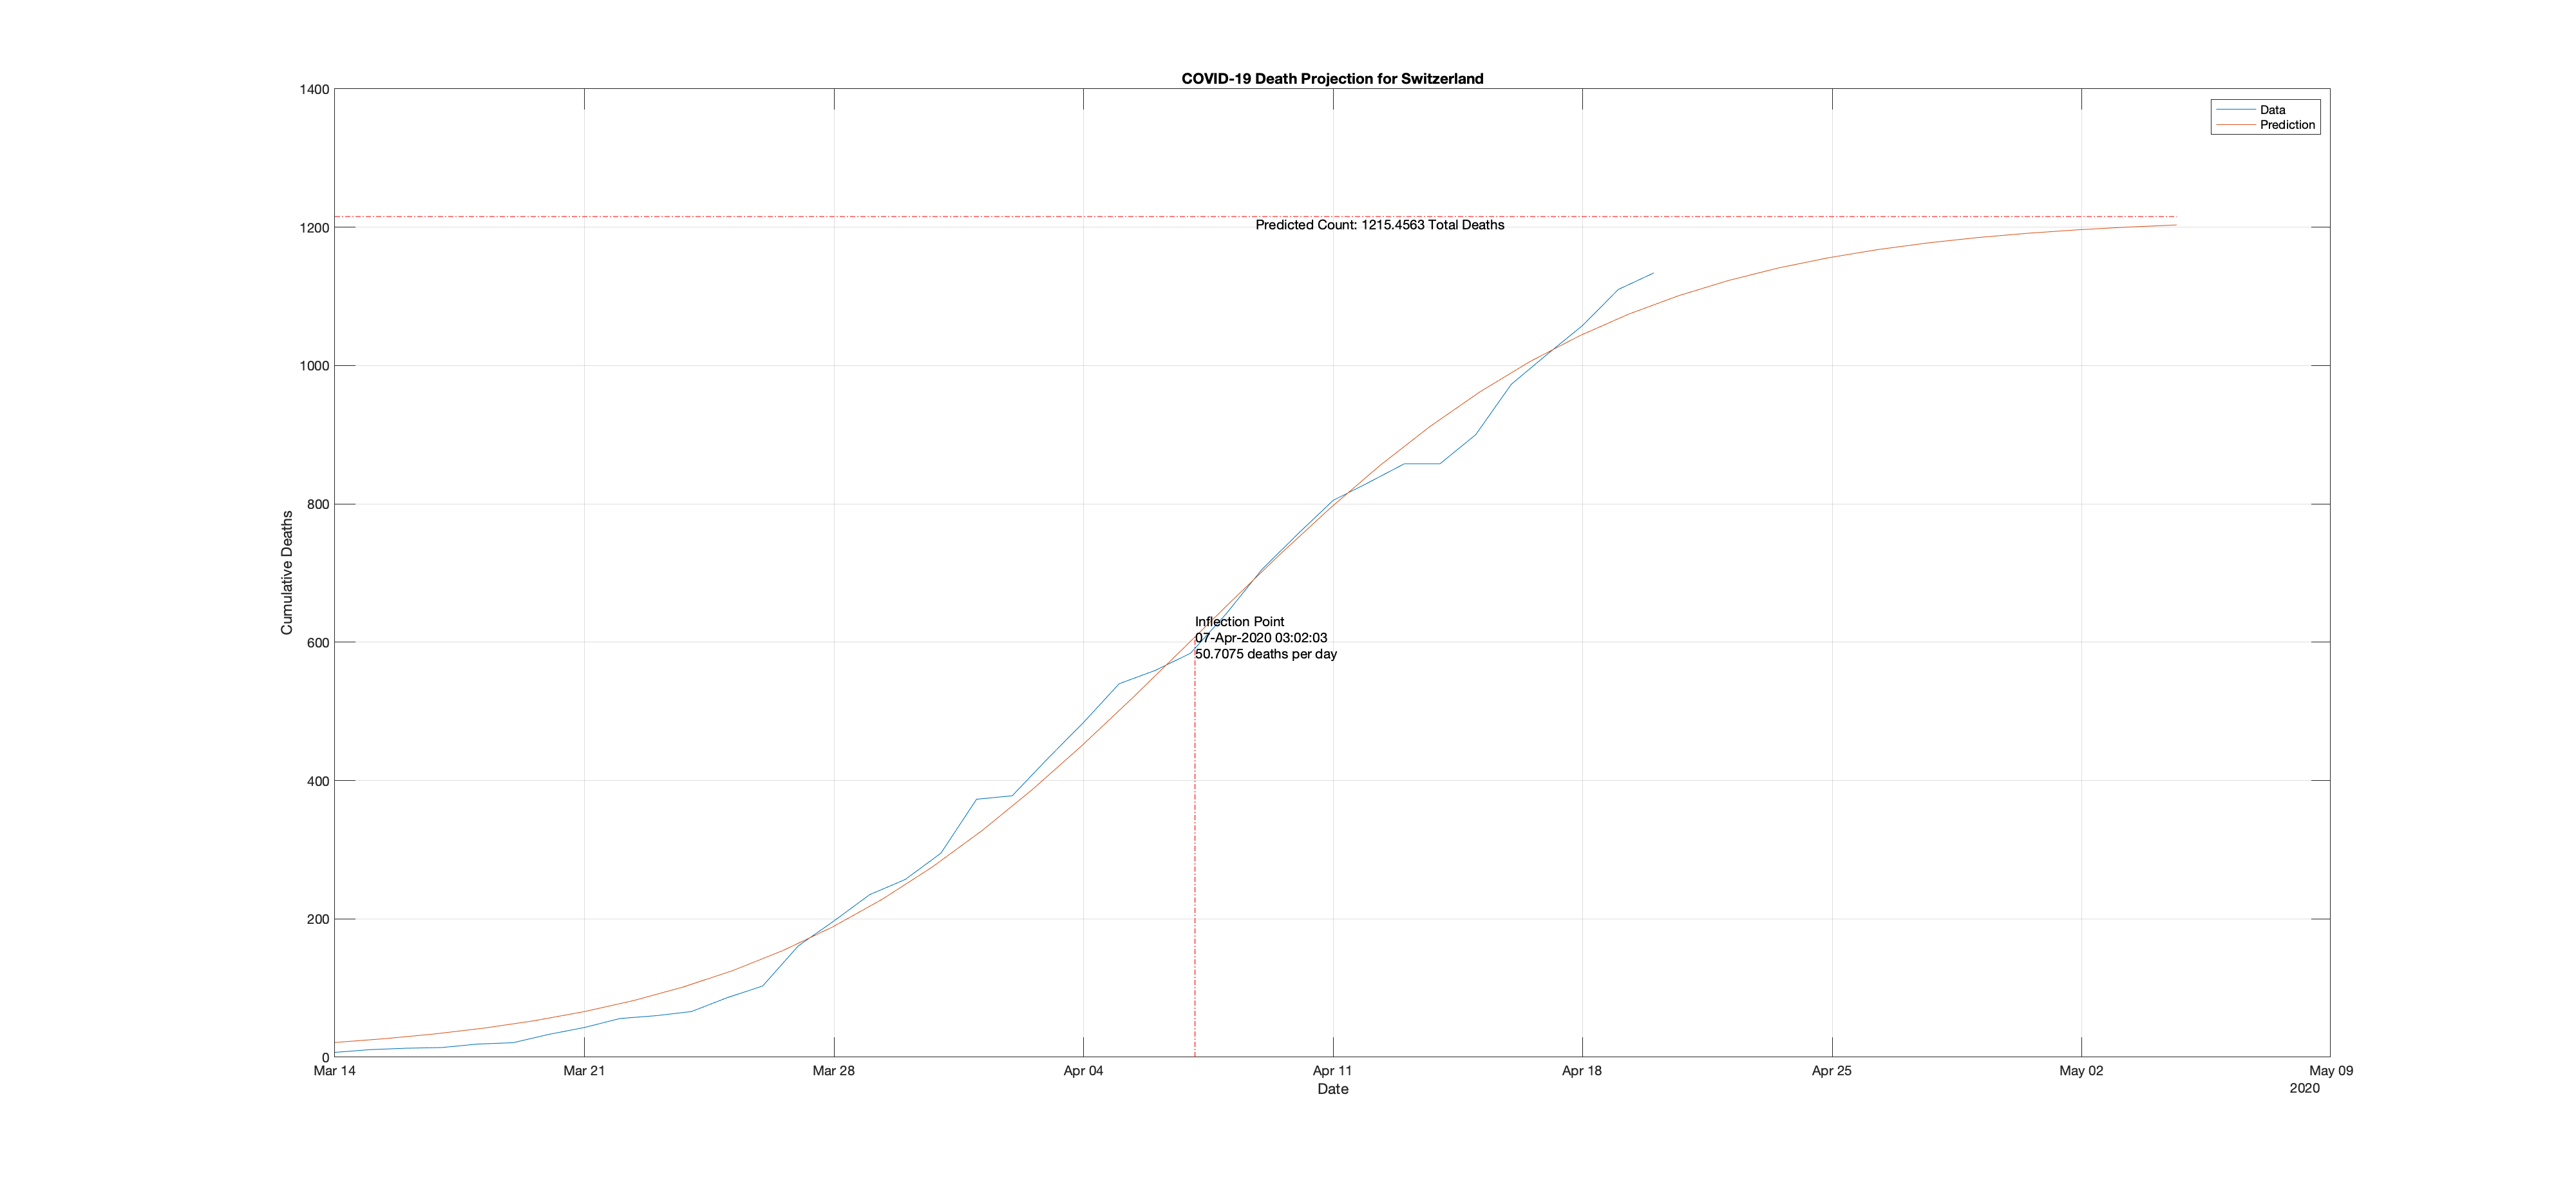 COVID-19 Death Projection for Switzerland
1400
1200
1000
800
600
400
200
0
Cumulative Deaths
Data
Prediction
Predicted Count: 1215.4563 Total Deaths
Inflection Point
07-Apr-2020 03:02:03
50.7075 deaths per day
Mar 14 Mar 21 Mar 28 Apr 04 Apr 11 Apr 18 Apr 25 May 02 May 09
Date
2020